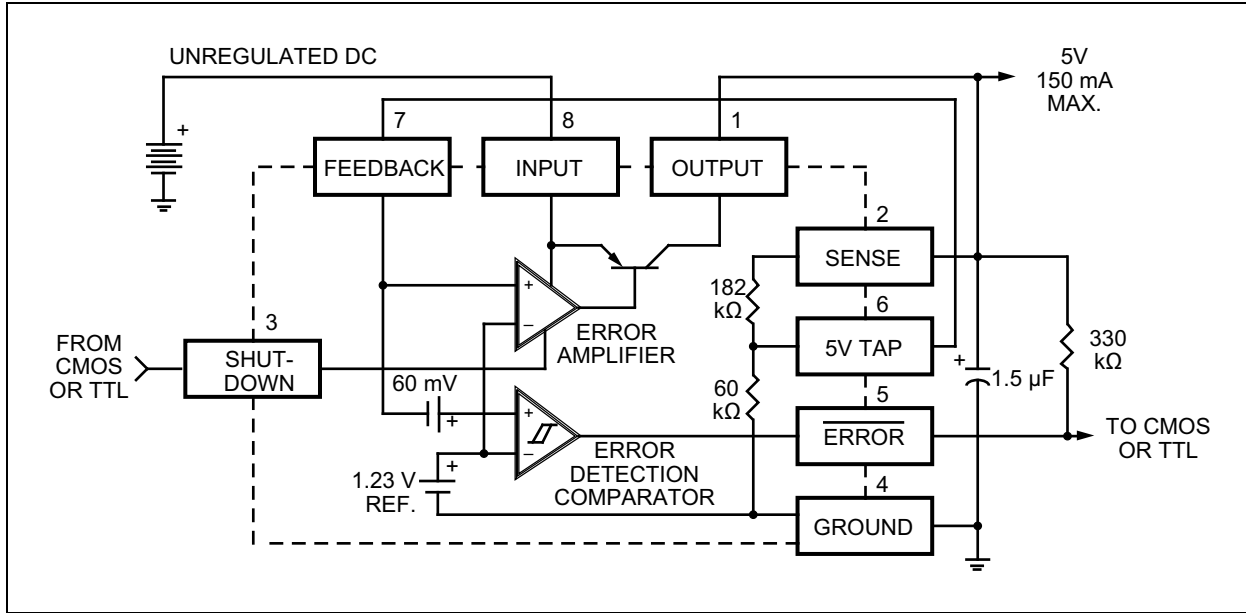 UNREGULATED DC
5V
150 mA
MAX.
7
8
1
+
FEEDBACK
INPUT
OUTPUT
2
SENSE
182
kΩ
+
−
ERROR
AMPLIFIER
6
5V TAP
330
kΩ
3
FROM
CMOS
OR TTL
SHUT-
DOWN
60 mV
+
+
−
60
kΩ
+
1.5 µF
5
ERROR
TO CMOS
OR TTL
ERROR
DETECTION
COMPARATOR
1.23 V
REF.
+
4
GROUND